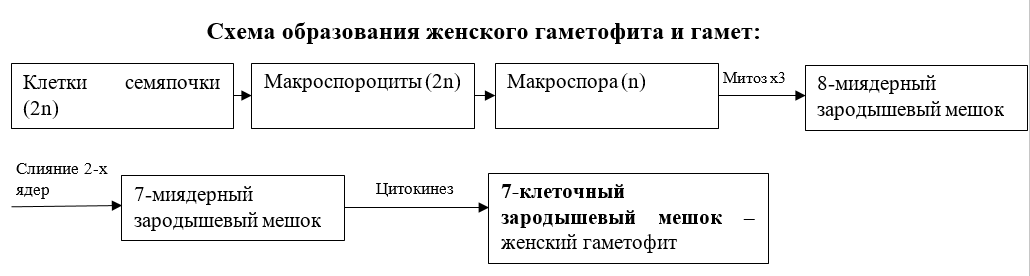 Схема образования женского гаметофита и гамет:
Клетки семяпочки
(2n)
Макроспороциты (2n)
Макроспора (n)
Митоз х3
8-миядерный
зародышевый мешок
Слияние 2-х
ядер
7-миядерный
зародышевый мешок
Цитокинез
7-клеточный
зародышевый мешок –
женский гаметофит